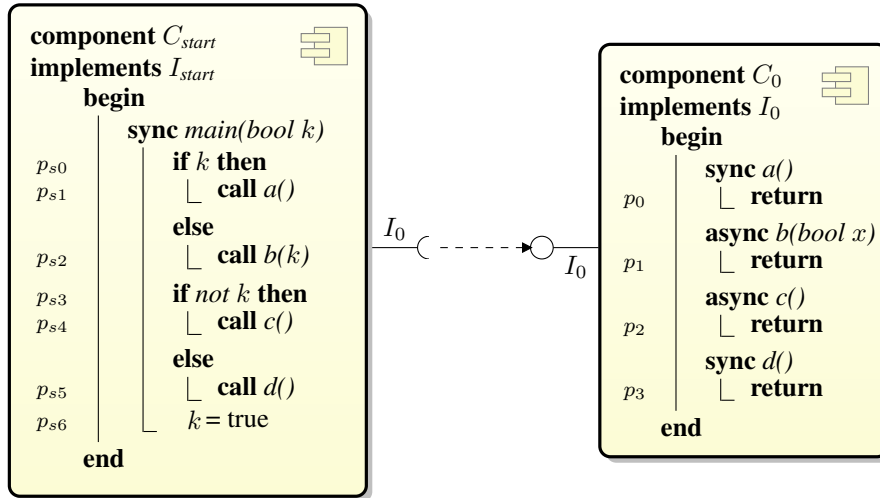 component C_start
implements I_start
begin
sync main(bool k)
p_s0 if k then
p_s1 call a()
else
p_s2 call b(k)
p_s3 if not k then
p_s4 call c()
else
p_s5 call d()
p_s6 k = true
end
I_0
I_0
component C_0
implements I_0
begin
sync a()
p_0 return
async b(bool x)
p_1 return
async c()
p_2 return
sync d()
p_3 return
end